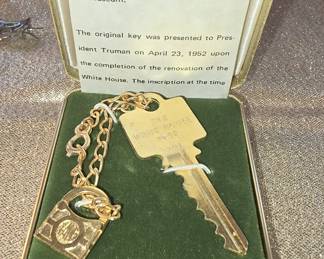 museum.
The original key was presented to Pres-
ident Truman on April 23, 1952 upon
the completion of the renovation of the
White House. The inscription at the time
THE
WHITE HOUSE